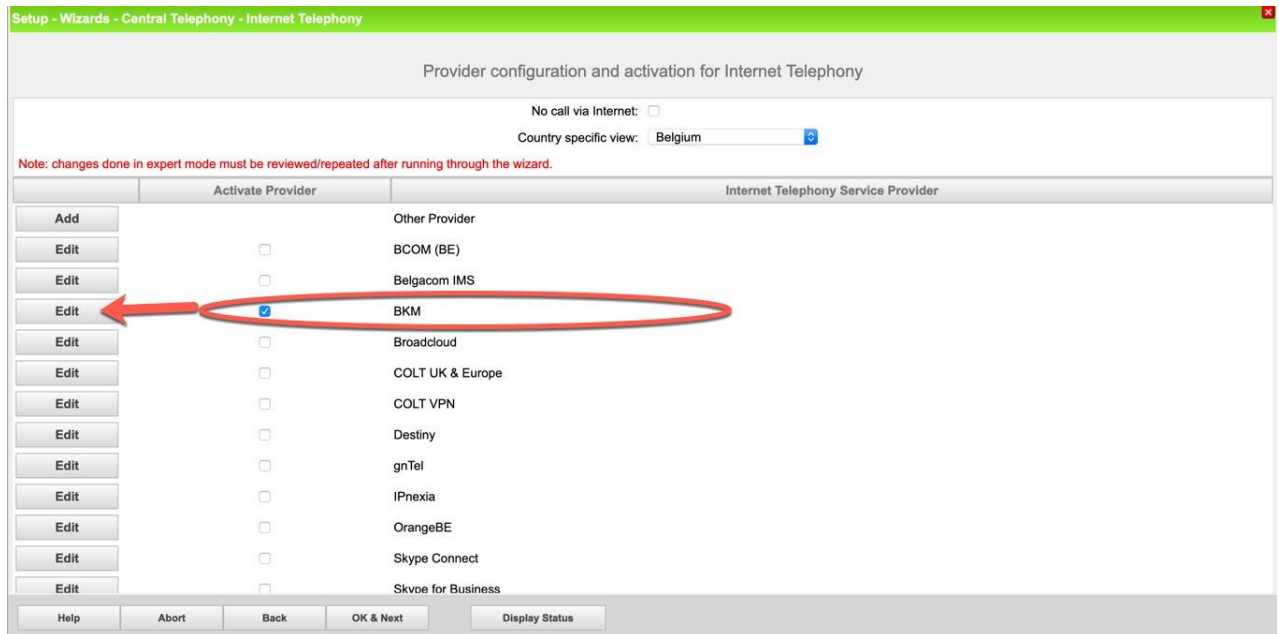 Setup - Wizards - Central Telephony - Internet Telephony
Provider configuration and activation for Internet Telephony
No call via Internet:
Country specific view: Belgium
Note: changes done in expert mode must be reviewed/repeated after running through the wizard.
Activate Provider Internet Telephony Service Provider
Add Other Provider
Edit BCOM (BE)
Edit Belgacom IMS
Edit BKM
Edit Broadcloud
Edit COLT UK & Europe
Edit COLT VPN
Edit Destiny
Edit gnTel
Edit IPnexia
Edit OrangeBE
Edit Skype Connect
Edit Skype for Business
Help Abort Back OK & Next Display Status